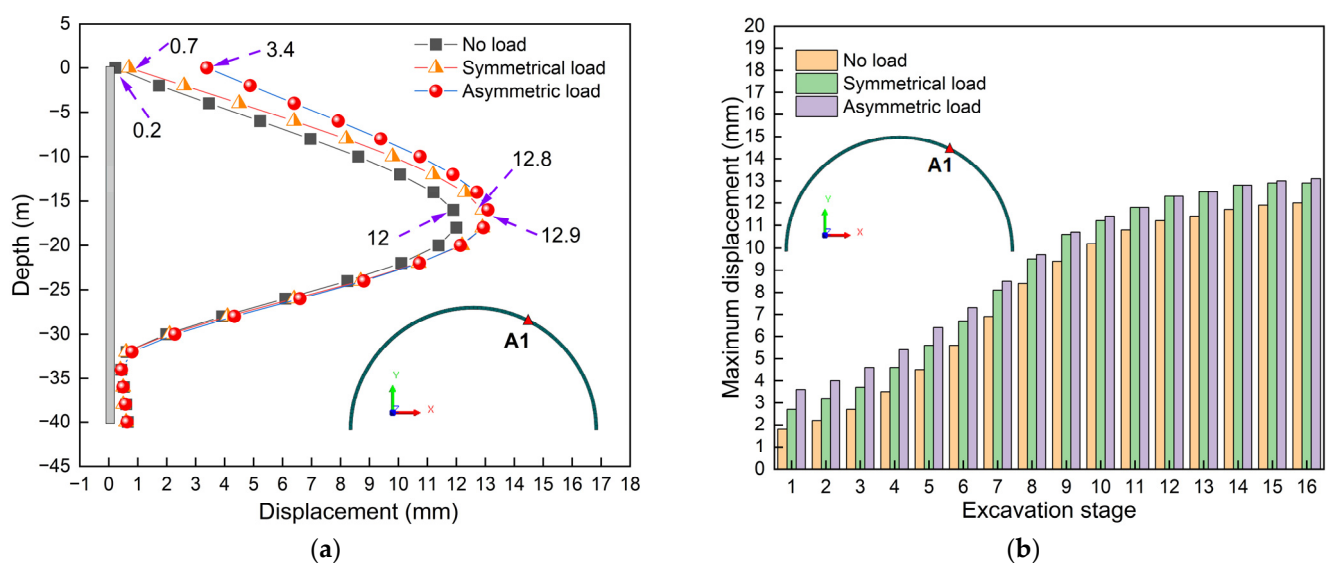 5
0
−5
−10
−15
−20
−25
−30
−35
−40
−45
Depth (m)
−1 0 1 2 3 4 5 6 7 8 9 10 11 12 13 14 15 16 17 18
Displacement (mm)
No load
Symmetrical load
Asymmetric load
0.7
3.4
0.2
12.8
12
12.9
A1
Y
Z
X
(a)
20
19
18
17
16
15
14
13
12
11
10
9
8
7
6
5
4
3
2
1
0
Maximum displacement (mm)
No load
Symmetrical load
Asymmetric load
A1
Y
Z
X
1 2 3 4 5 6 7 8 9 10 11 12 13 14 15 16
Excavation stage
(b)